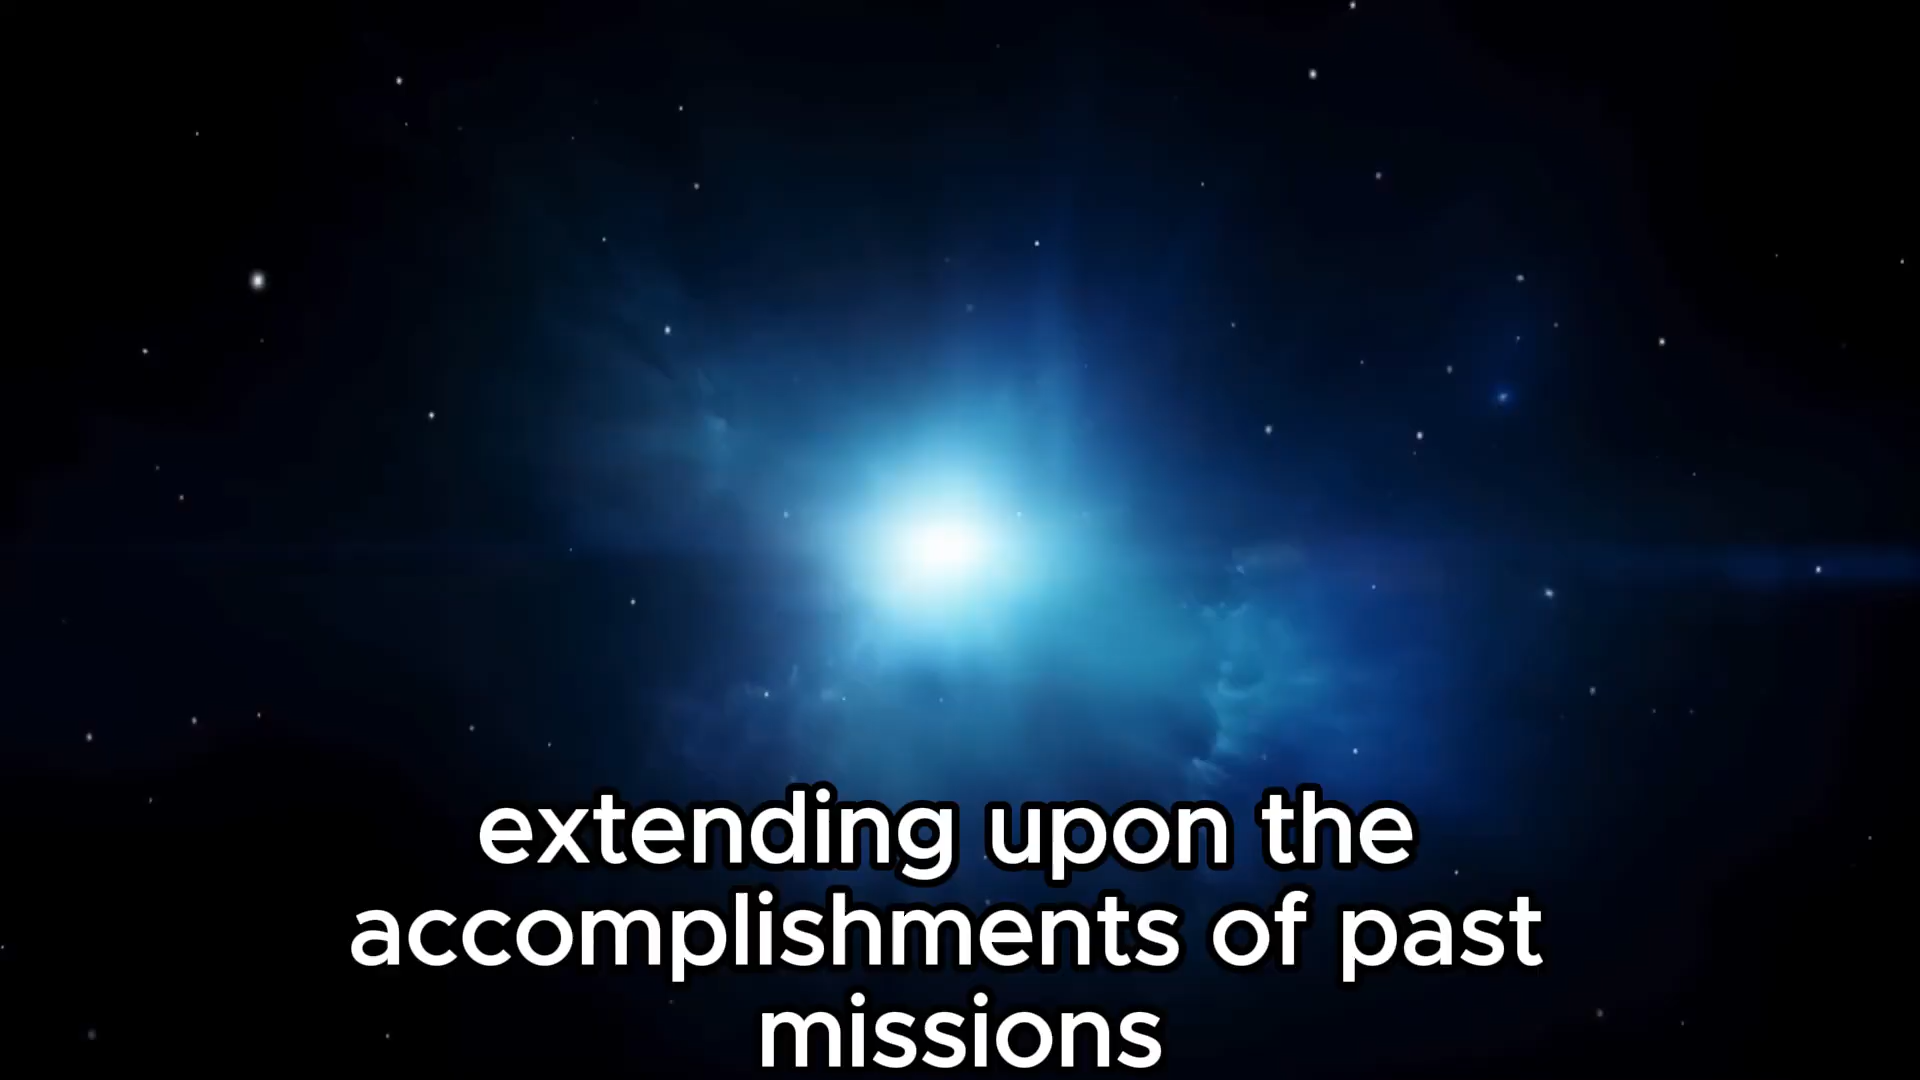 extending upon the
accomplishments of past
missions